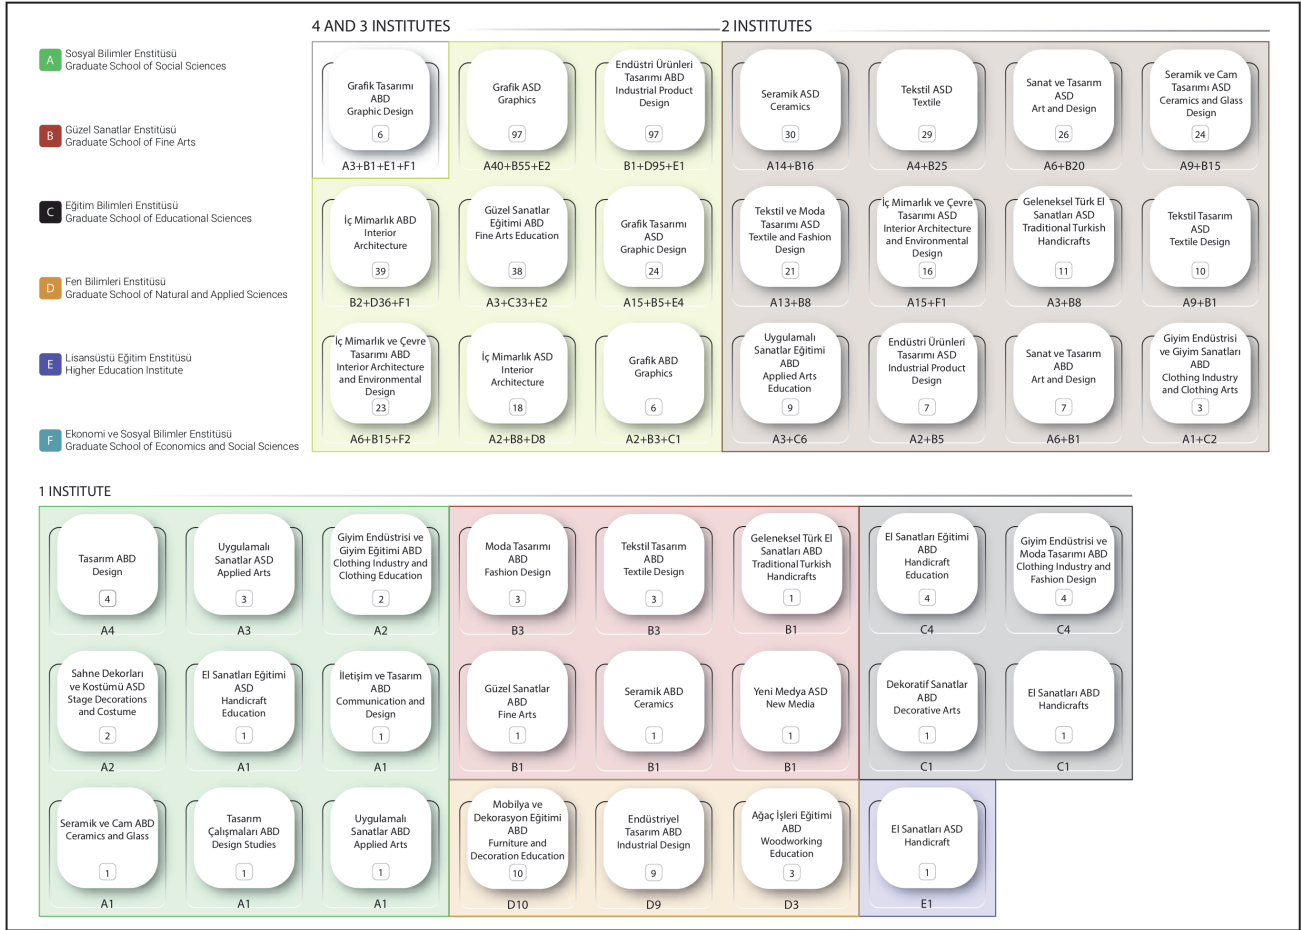 4 AND 3 INSTITUTES
2 INSTITUTES
A
Sosyal Bilimler Enstitüsü
Graduate School of Social Sciences
B
Güzel Sanatlar Enstitüsü
Graduate School of Fine Arts
C
Eğitim Bilimleri Enstitüsü
Graduate School of Educational Sciences
D
Fen Bilimleri Enstitüsü
Graduate School of Natural and Applied Sciences
E
Lisansüstü Eğitim Enstitüsü
Higher Education Institute
F
Ekonomi ve Sosyal Bilimler Enstitüsü
Graduate School of Economics and Social Sciences
Grafik Tasarımı
ABD
Graphic Design
6
A3+B1+E1+F1
Grafik ASD
Graphics
97
A40+B55+E2
Endüstri Ürünleri
Tasarımı ABD
Industrial Product
Design
97
B1+D95+E1
Seramik ASD
Ceramics
30
A14+B16
Tekstil ASD
Textile
29
A4+B25
Sanat ve Tasarım
ASD
Art and Design
26
A6+B20
Seramik ve Cam
Tasarımı ASD
Ceramics and Glass
Design
24
A9+B15
İç Mimarlık ABD
Interior
Architecture
39
B2+D36+F1
Güzel Sanatlar
Eğitimi ABD
Fine Arts Education
38
A3+C33+E2
Grafik Tasarımı
ASD
Graphic Design
24
A15+B5+E4
Tekstil ve Moda
Tasarımı ASD
Textile and Fashion
Design
21
A13+B8
İç Mimarlık ve Çevre
Tasarımı ASD
Interior Architecture
and Environmental
Design
16
A15+F1
Geleneksel Türk El
Sanatları ASD
Traditional Turkish
Handicrafts
11
A3+B8
Tekstil Tasarım
ASD
Textile Design
10
A9+B1
İç Mimarlık ve Çevre
Tasarımı ABD
Interior Architecture
and Environmental
Design
23
A6+B15+F2
İç Mimarlık ASD
Interior
Architecture
18
A2+B8+D8
Grafik ABD
Graphics
6
A2+B3+C1
Uygulamalı
Sanatlar Eğitimi
ABD
Applied Arts
Education
9
A3+C6
Endüstri Ürünleri
Tasarımı ASD
Industrial Product
Design
7
A2+B5
Sanat ve Tasarım
ABD
Art and Design
7
A6+B1
Giyim Endüstrisi
ve Giyim Sanatları
ABD
Clothing Industry
and Clothing Arts
3
A1+C2
1 INSTITUTE
Tasarım ABD
Design
4
A4
Uygulamalı
Sanatlar ASD
Applied Arts
3
A3
Giyim Endüstrisi ve
Giyim Eğitimi ABD
Clothing Industry and
Clothing Education
2
A2
Moda Tasarımı
ABD
Fashion Design
3
B3
Tekstil Tasarım
ABD
Textile Design
3
B3
Geleneksel Türk El
Sanatları ABD
Traditional Turkish
Handicrafts
1
B1
El Sanatları Eğitimi
ABD
Handicraft
Education
4
C4
Giyim Endüstrisi ve
Moda Tasarımı ABD
Clothing Industry and
Fashion Design
4
C4
Sahne Dekorları
ve Kostümü ASD
Stage Decorations
and Costume
2
A2
El Sanatları Eğitimi
ASD
Handicraft
Education
1
A1
İletişim ve Tasarım
ABD
Communication and
Design
1
A1
Güzel Sanatlar
ABD
Fine Arts
1
B1
Seramik ABD
Ceramics
1
B1
Yeni Medya ASD
New Media
1
B1
Dekoratif Sanatlar
ABD
Decorative Arts
1
C1
El Sanatları ABD
Handicrafts
1
C1
Seramik ve Cam ABD
Ceramics and Glass
1
A1
Tasarım
Çalışmaları ABD
Design Studies
1
A1
Uygulamalı
Sanatlar ABD
Applied Arts
1
A1
Mobilya ve
Dekorasyon Eğitimi
ABD
Furniture and
Decoration Education
10
D10
Endüstriyel
Tasarım ABD
Industrial Design
9
D9
Ağaç İşleri Eğitimi
ABD
Woodworking
Education
3
D3
El Sanatları ASD
Handicraft
1
E1